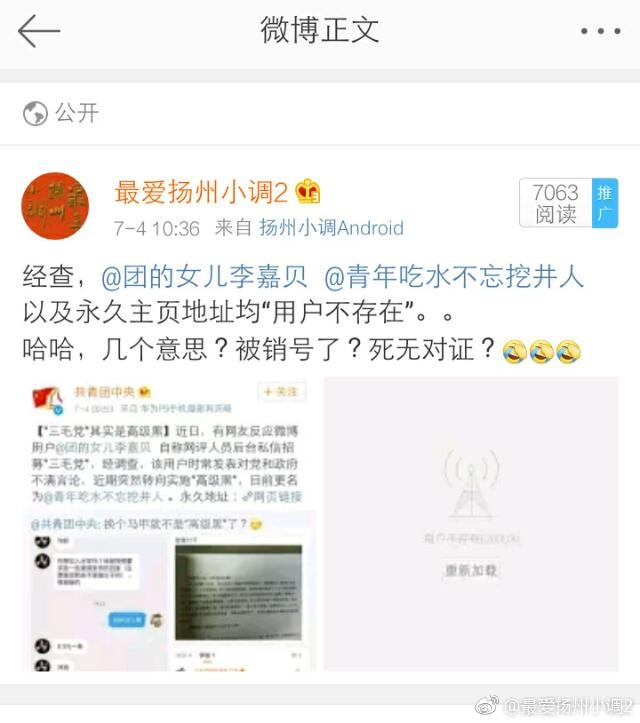 微博正文
公开
最爱扬州小调2
7063
阅读
推广
7-4 10:36 来自 扬州小调Android
经查，@团的女儿李嘉贝 @青年吃水不忘挖井人
以及永久主页地址均“用户不存在”。。
哈哈，几个意思？被销号了？死无对证？
共青团中央
+关注
【“三毛党”其实是高级黑】近日，有网友反应微博
用户@团的女儿李嘉贝 自称网评人员后台私信招
募“三毛党”，经调查，该用户时常发表对党和政府
不满言论，近期突然转向实施“高级黑”，目前更名
为@青年吃水不忘挖井人 。永久地址：网页链接
@共青团中央: 换个马甲就不是“高级黑”了？
用户不存在
重新加载
@最爱扬州小调2